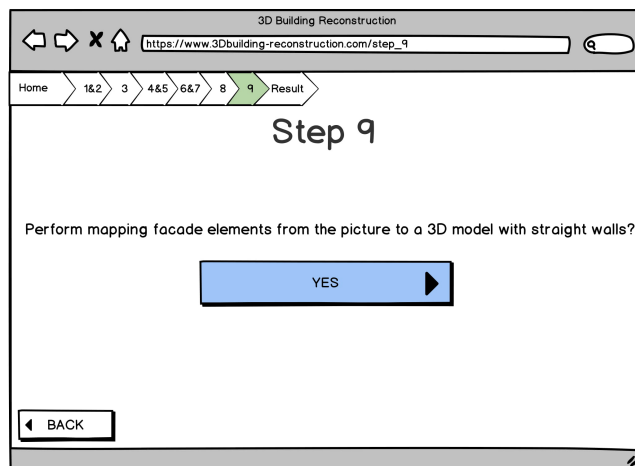 3D Building Reconstruction
https://www.3Dbuilding-reconstruction.com/step_9
Home 1&2 3 4&5 6&7 8 9 Result
Step 9
Perform mapping facade elements from the picture to a 3D model with straight walls?
YES
BACK